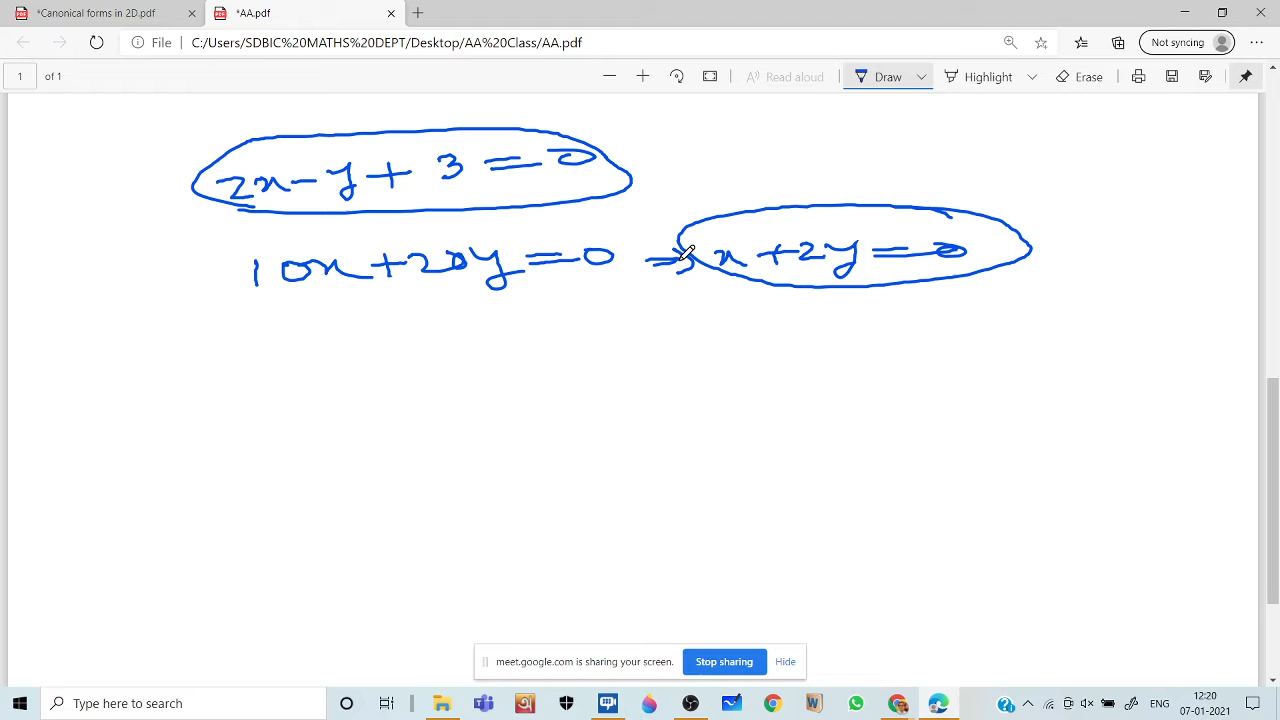 *Canonical forms in 2D.pdf
*AA.pdf
File C:/Users/SDBIC%20MATHS%20DEPT/Desktop/AA%20Class/AA.pdf Not syncing
1 of 1 Read aloud Draw Highlight Erase
2x - y + 3 = 0
10x + 20y = 0 ⇒ x + 2y = 0
meet.google.com is sharing your screen. Stop sharing Hide
Type here to search
ENG
12:20
07-01-2021